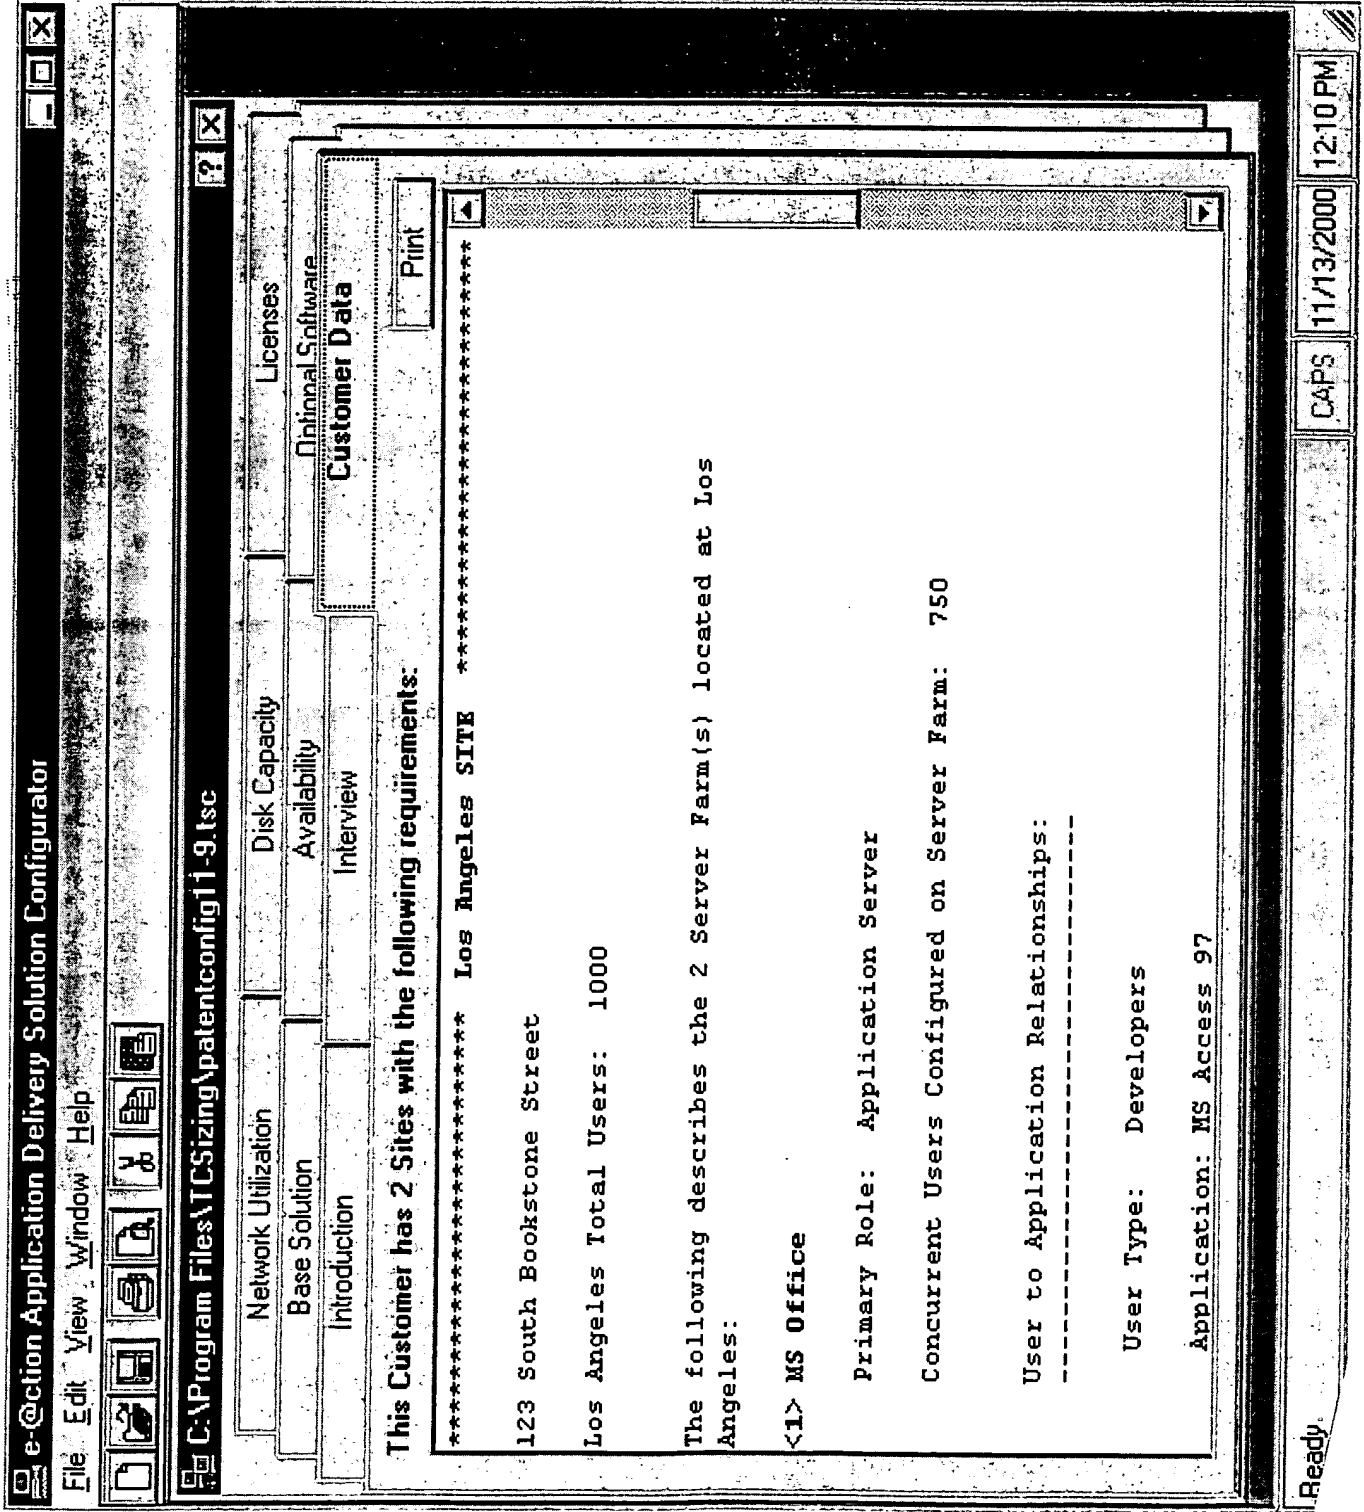 e-@ction Application Delivery Solution Configurator
File Edit View Window Help
C:\Program Files\TCSizing\patentconfig11-9.tsc
Network Utilization Disk Capacity Licenses
Base Solution Availability Optional Software
Introduction Interview Customer Data
This Customer has 2 Sites with the following requirements:
Print
***************************** Los Angeles SITE *****************************
123 South Bookstone Street
Los Angeles Total Users: 1000
The following describes the 2 Server Farm(s) located at Los
Angeles:
<1> MS Office
Primary Role: Application Server
Concurrent Users Configured on Server Farm: 750
User to Application Relationships:
-----------------------------------
User Type: Developers
Application: MS Access 97
Ready CAPS 11/13/2000 12:10 PM